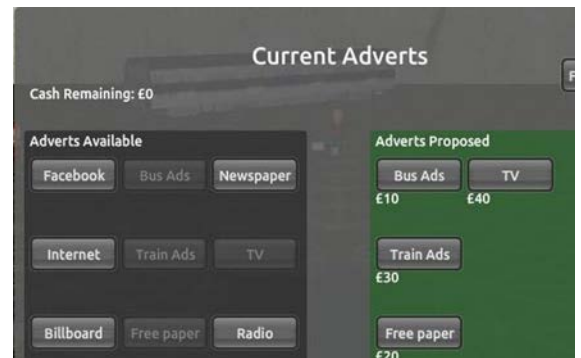 Current Adverts
F
Cash Remaining: £0
Adverts Available
Adverts Proposed
Facebook Bus Ads Newspaper
Bus Ads TV
£10 £40
Internet Train Ads TV
Train Ads
£30
Billboard Free paper Radio
Free paper
£20